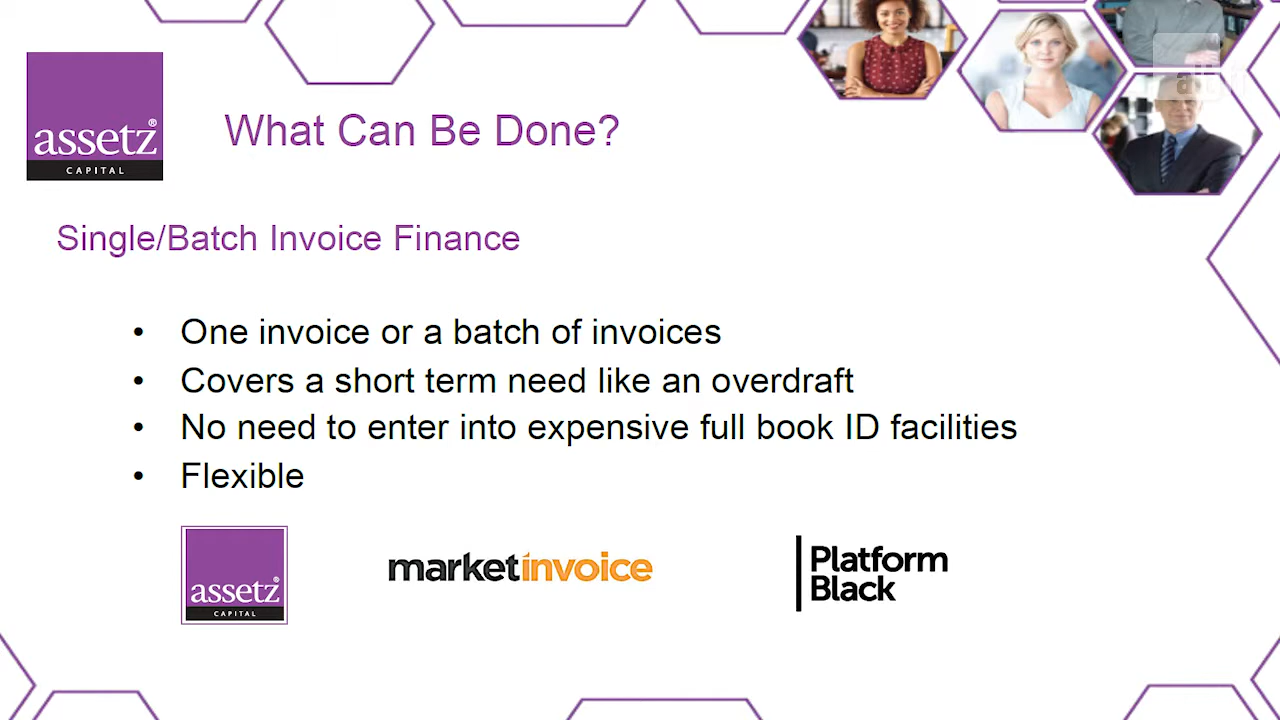 assetz®
CAPITAL
What Can Be Done?
Single/Batch Invoice Finance
• One invoice or a batch of invoices
• Covers a short term need like an overdraft
• No need to enter into expensive full book ID facilities
• Flexible
assetz®
CAPITAL
marketinvoice
Platform
Black